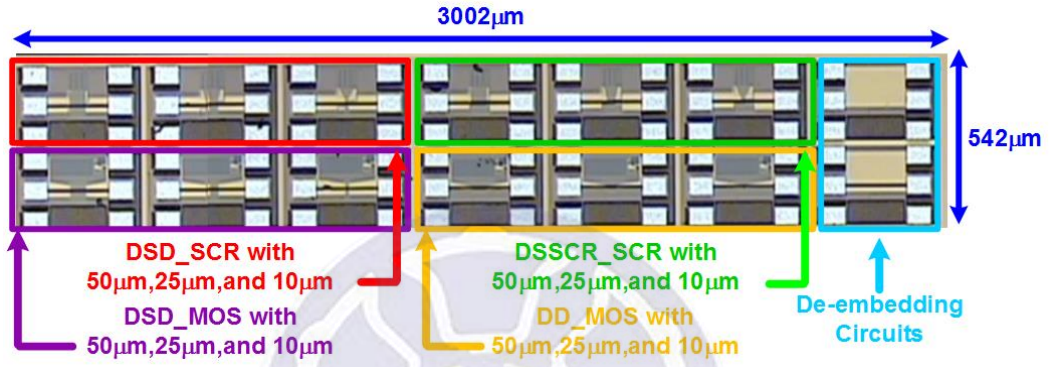 3002μm
542μm
DSD_SCR with
50μm,25μm,and 10μm
DSSCR_SCR with
50μm,25μm,and 10μm
De-embedding
Circuits
DSD_MOS with
50μm,25μm,and 10μm
DD_MOS with
50μm,25μm,and 10μm